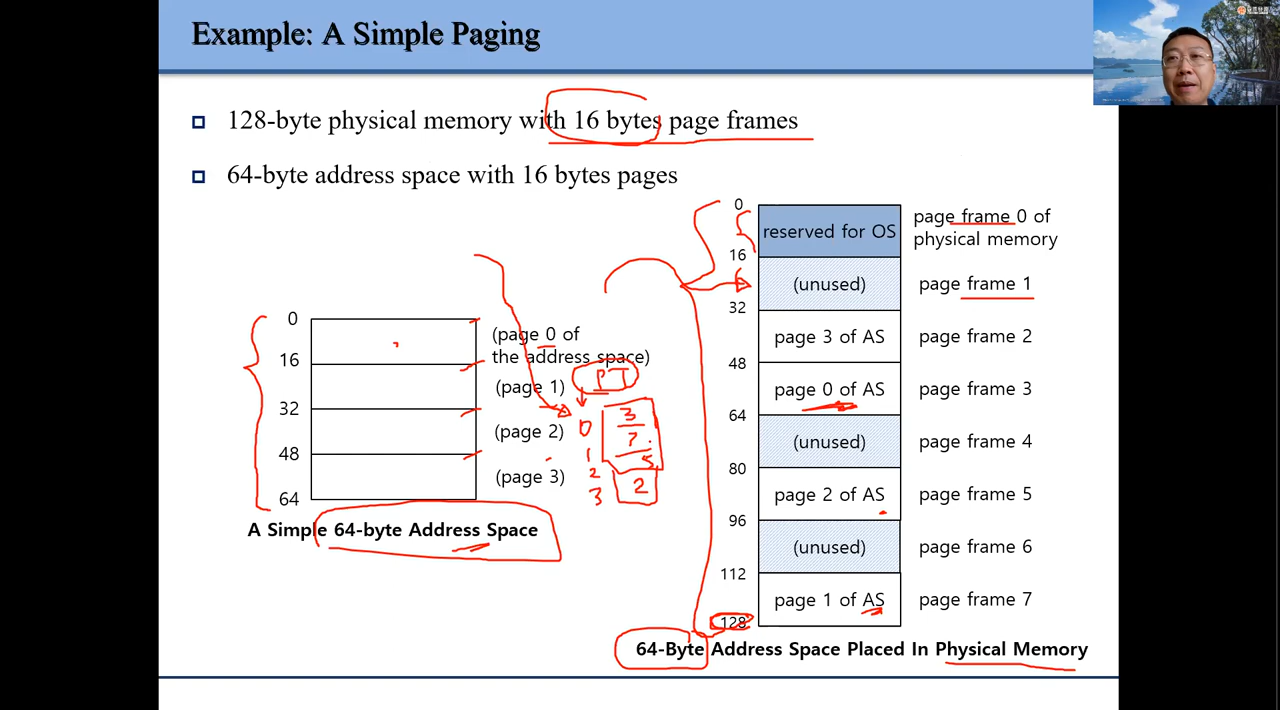 Example: A Simple Paging
128-byte physical memory with 16 bytes page frames
64-byte address space with 16 bytes pages
0
16
32
48
64
(page 0 of
the address space)
(page 1)
(page 2)
(page 3)
A Simple 64-byte Address Space
PT
0 3
1 7
2 5
3 2
0
reserved for OS
page frame 0 of
physical memory
16
(unused)
page frame 1
32
page 3 of AS
page frame 2
48
page 0 of AS
page frame 3
64
(unused)
page frame 4
80
page 2 of AS
page frame 5
96
(unused)
page frame 6
112
page 1 of AS
page frame 7
128
64-Byte Address Space Placed In Physical Memory